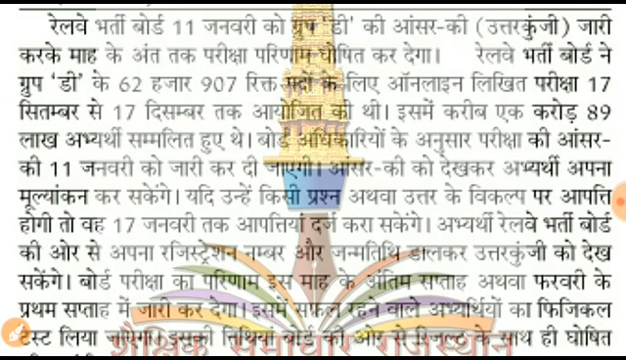 रेलवे भर्ती बोर्ड 11 जनवरी को ग्रुप 'डी' की आंसर-की (उत्तरकुंजी) जारी
करके माह के अंत तक परीक्षा परिणाम घोषित कर देगा। रेलवे भर्ती बोर्ड ने
ग्रुप 'डी' के 62 हजार 907 रिक्त पदों के लिए ऑनलाइन लिखित परीक्षा 17
सितम्बर से 17 दिसम्बर तक आयोजित की थी। इसमें करीब एक करोड़ 89
लाख अभ्यर्थी सम्मलित हुए थे। बोर्ड अधिकारियों के अनुसार परीक्षा की आंसर-
की 11 जनवरी को जारी कर दी जाएगी। आंसर-की को देखकर अभ्यर्थी अपना
मूल्यांकन कर सकेंगे। यदि उन्हें किसी प्रश्न अथवा उत्तर के विकल्प पर आपत्ति
होगी तो वह 17 जनवरी तक आपत्तियां दर्ज करा सकेंगे। अभ्यर्थी रेलवे भर्ती बोर्ड
की ओर से अपना रजिस्ट्रेशन नम्बर और जन्मतिथि डालकर उत्तरकुंजी को देख
सकेंगे। बोर्ड परीक्षा का परिणाम इस माह के अंतिम सप्ताह अथवा फरवरी के
प्रथम सप्ताह में जारी कर देगा। इसमें सफल रहने वाले अभ्यर्थियों का फिजिकल
टेस्ट लिया जाएगा। इसकी तिथियां बोर्ड की ओर से रिजल्ट के साथ ही घोषित
शैक्षिक समाचार राजस्थान